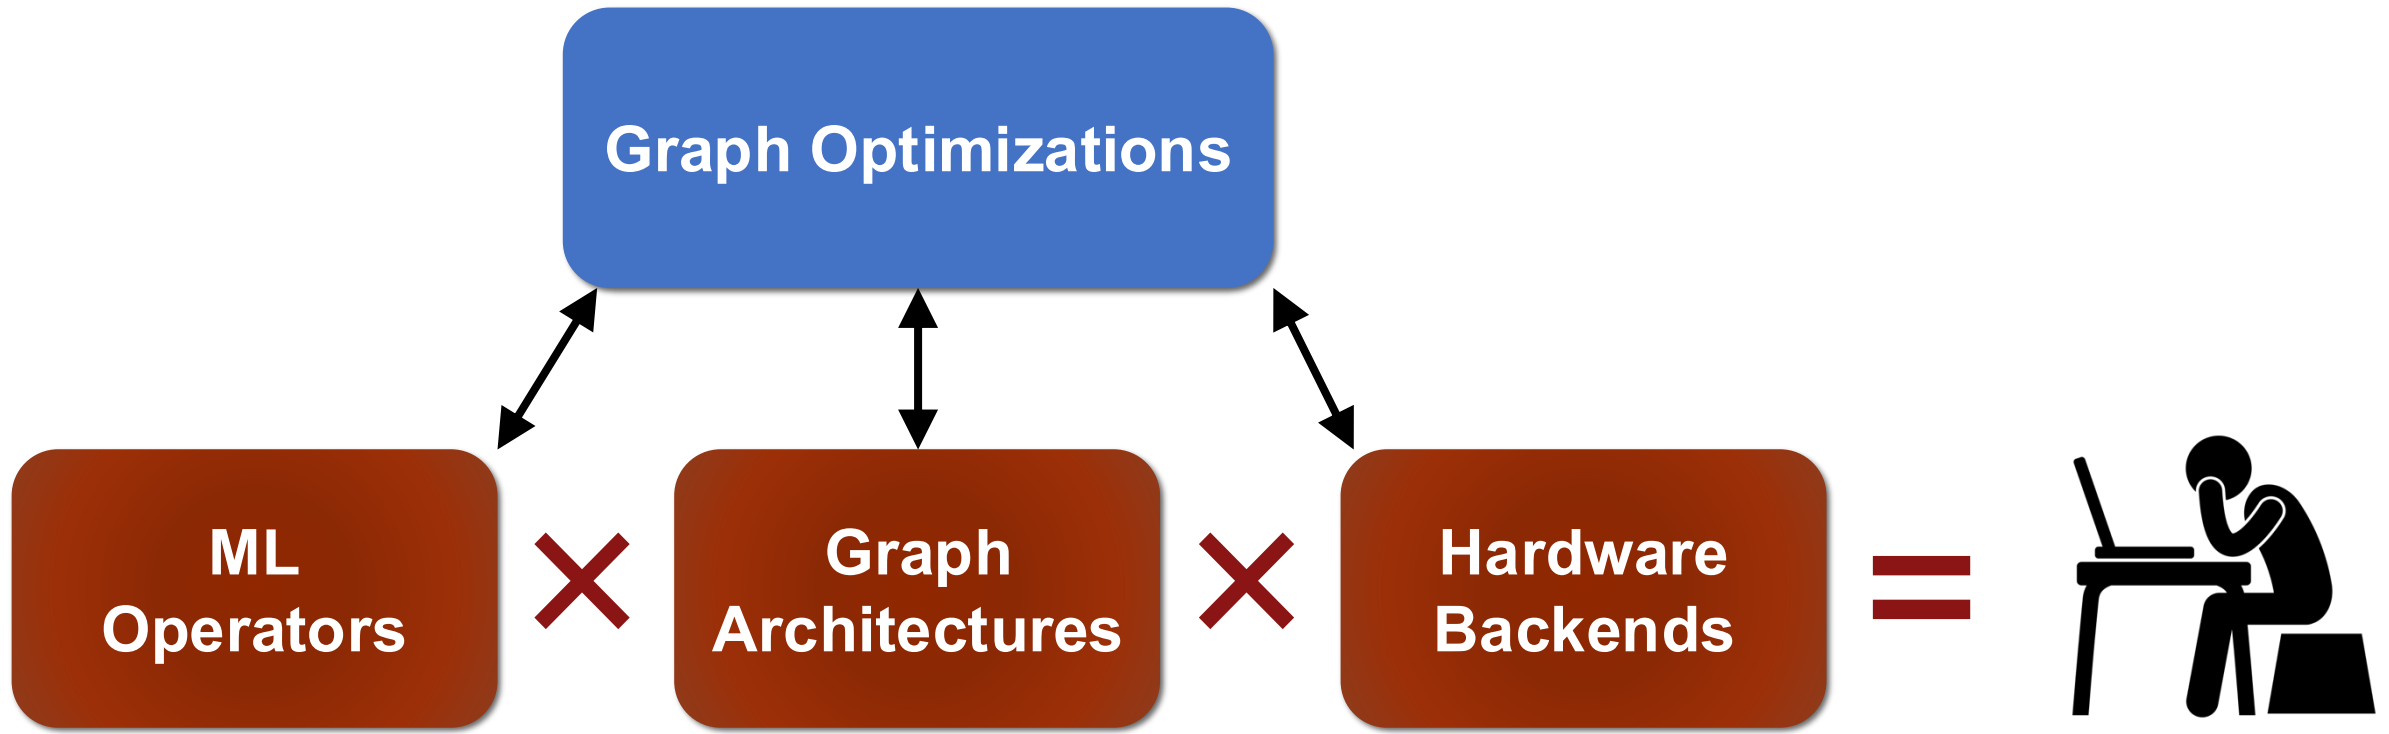 Graph Optimizations
ML
Operators
×
Graph
Architectures
×
Hardware
Backends
=